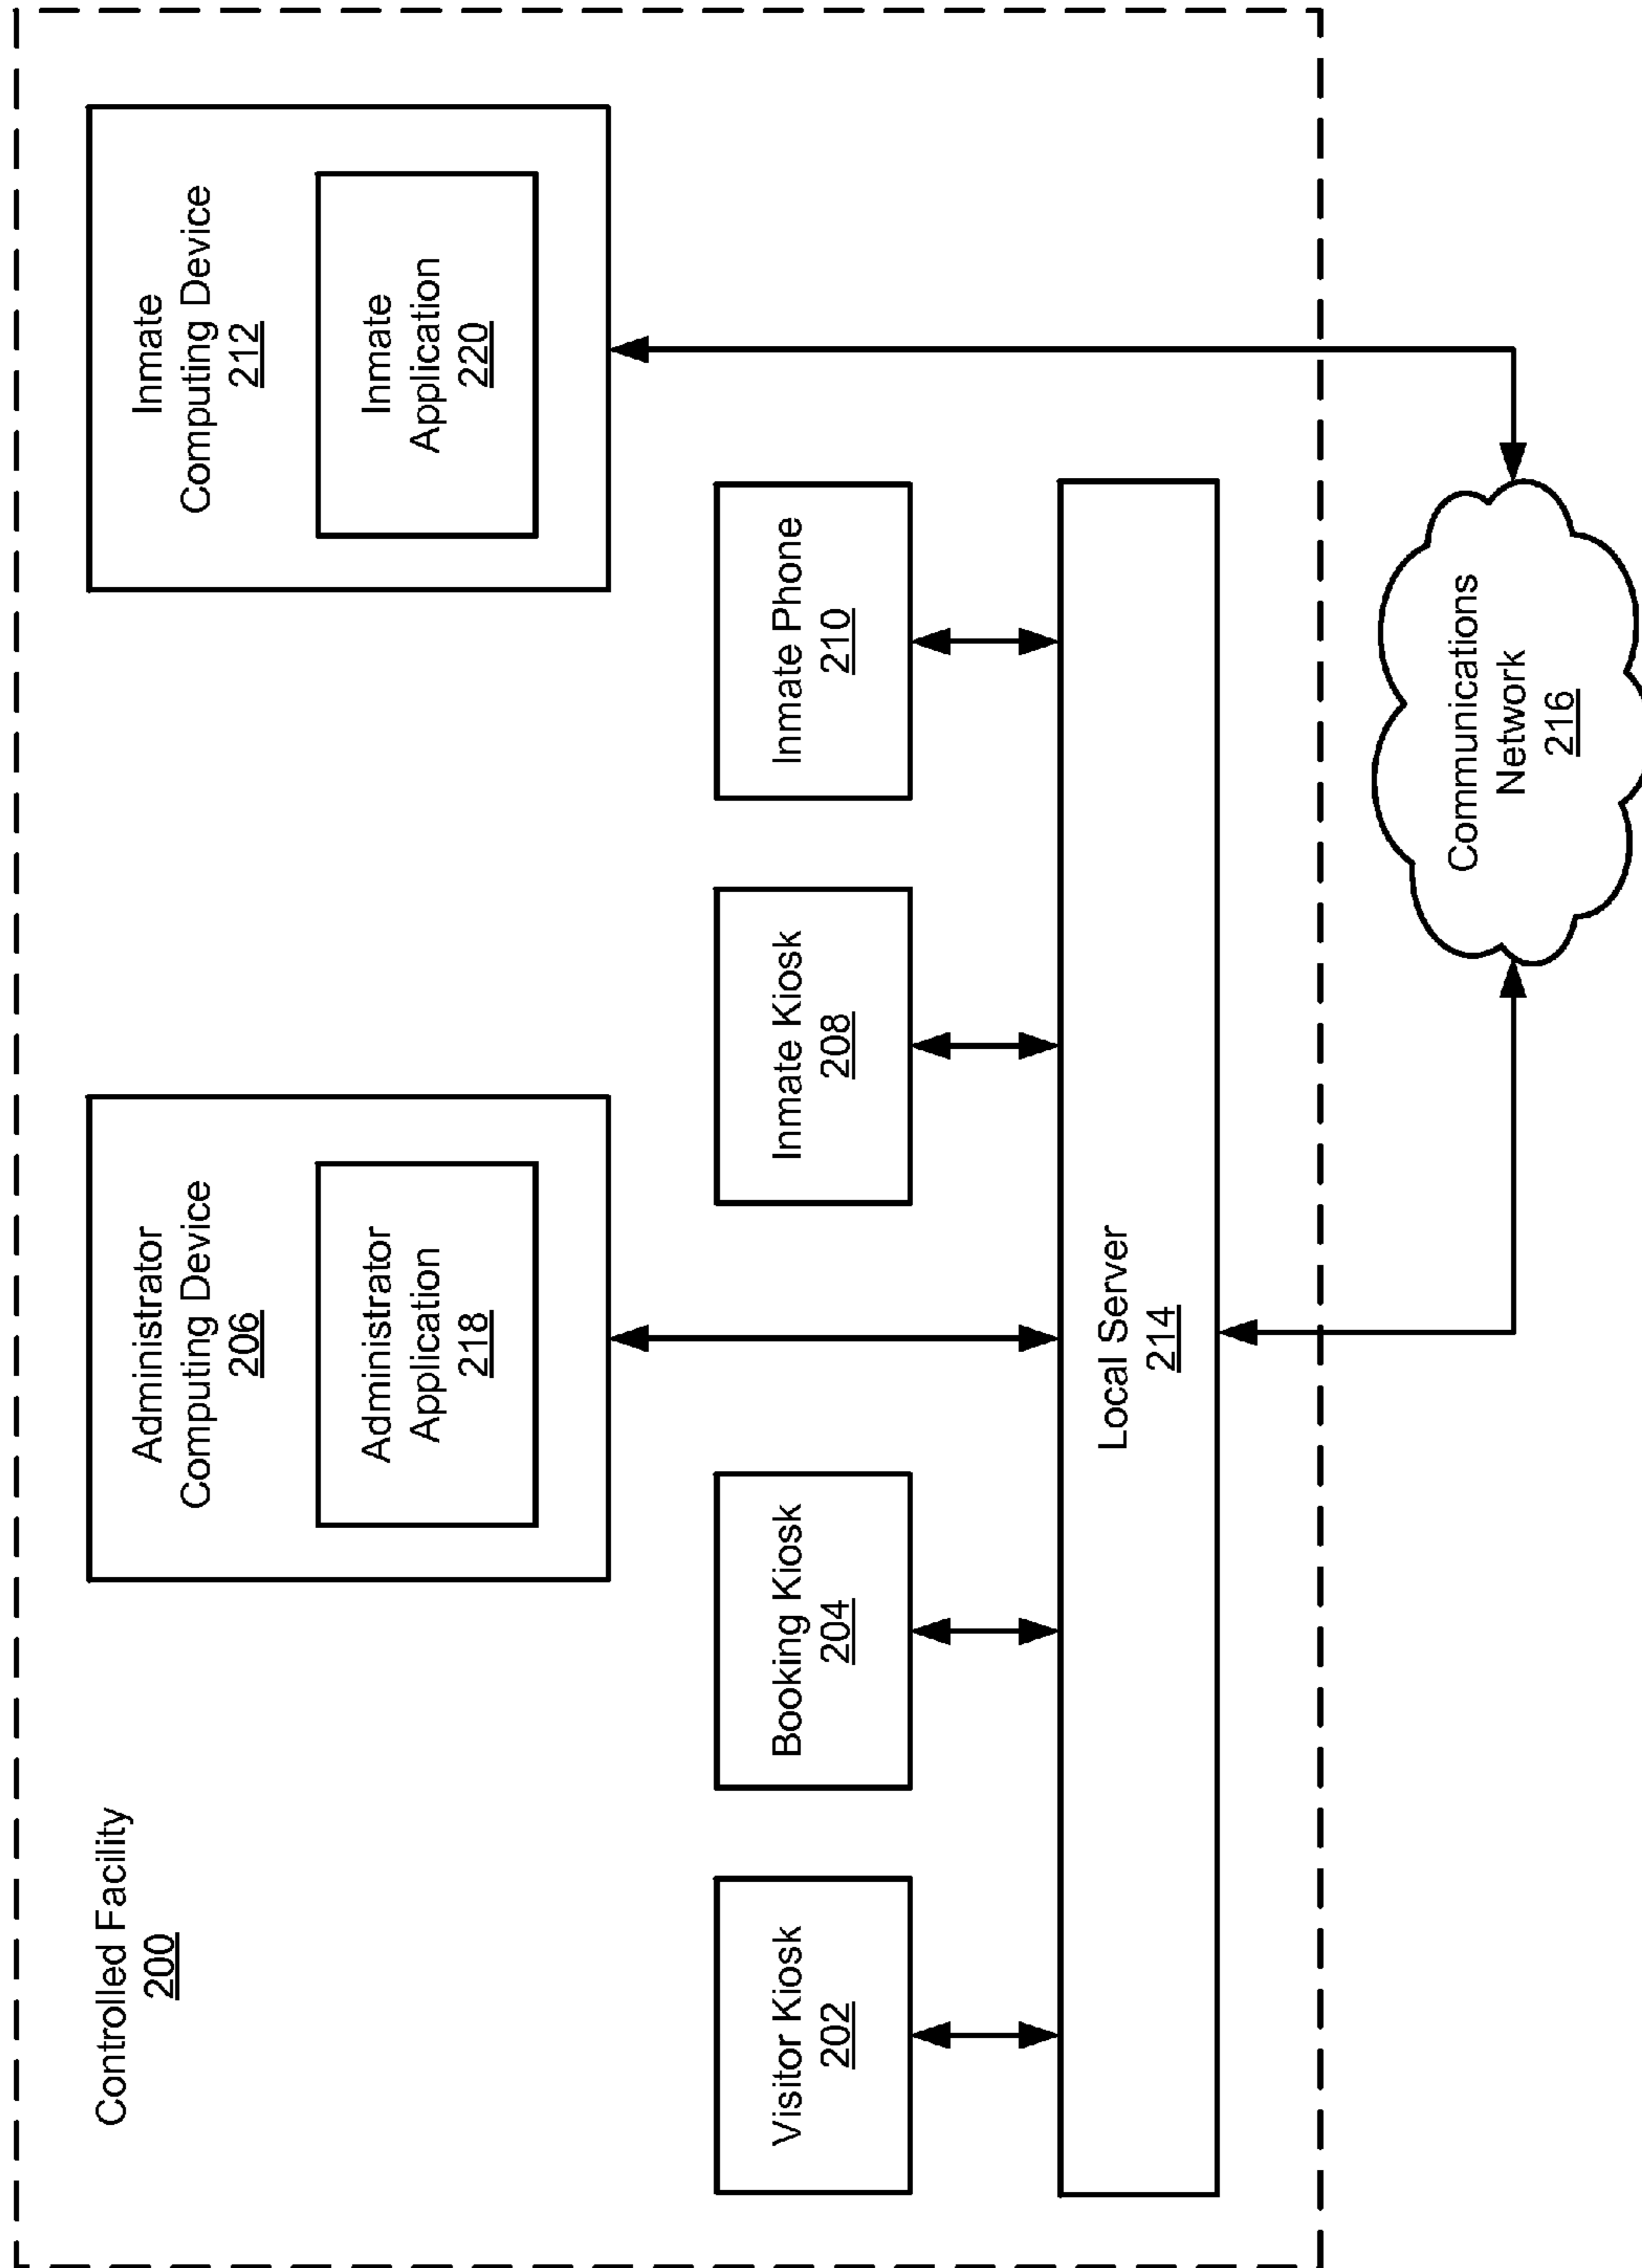 Controlled Facility
200
Administrator
Computing Device
206
Administrator
Application
218
Inmate
Computing Device
212
Inmate
Application
220
Visitor Kiosk
202
Booking Kiosk
204
Inmate Kiosk
208
Inmate Phone
210
Local Server
214
Communications
Network
216